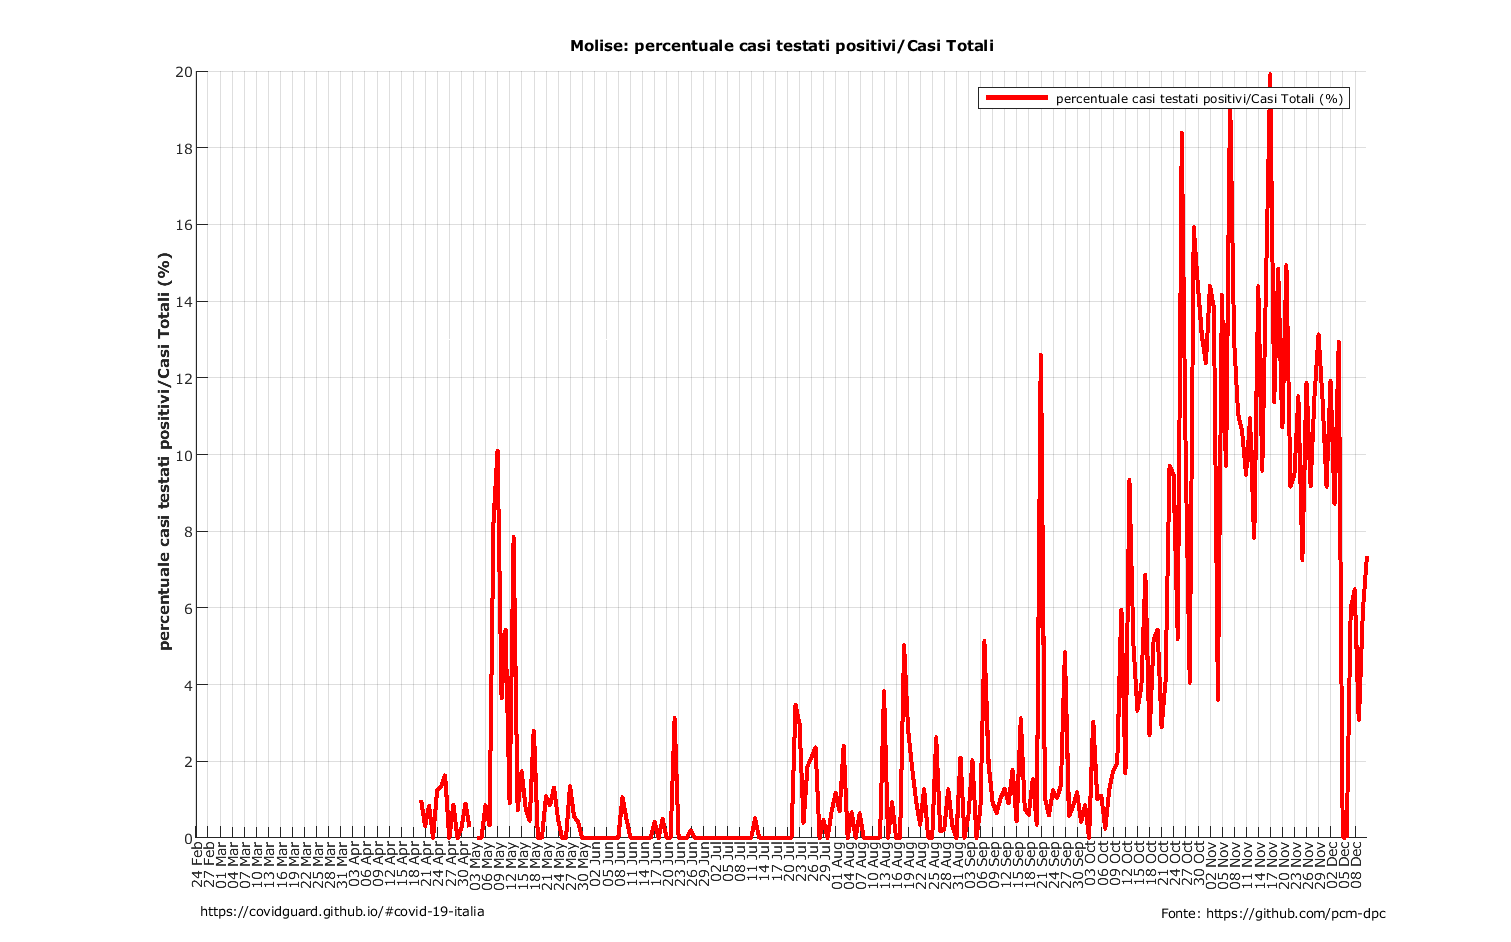 Molise: percentuale casi testati positivi/Casi Totali
percentuale casi testati positivi/Casi Totali (%)
percentuale casi testati positivi/Casi Totali (%)
20
18
16
14
12
10
8
6
4
2
0
24 Feb
27 Feb
01 Mar
04 Mar
07 Mar
10 Mar
13 Mar
16 Mar
19 Mar
22 Mar
25 Mar
28 Mar
31 Mar
03 Apr
06 Apr
09 Apr
12 Apr
15 Apr
18 Apr
21 Apr
24 Apr
27 Apr
30 Apr
03 May
06 May
09 May
12 May
15 May
18 May
21 May
24 May
27 May
30 May
02 Jun
05 Jun
08 Jun
11 Jun
14 Jun
17 Jun
20 Jun
23 Jun
26 Jun
29 Jun
02 Jul
05 Jul
08 Jul
11 Jul
14 Jul
17 Jul
20 Jul
23 Jul
26 Jul
29 Jul
01 Aug
04 Aug
07 Aug
10 Aug
13 Aug
16 Aug
19 Aug
22 Aug
25 Aug
28 Aug
31 Aug
03 Sep
06 Sep
09 Sep
12 Sep
15 Sep
18 Sep
21 Sep
24 Sep
27 Sep
30 Sep
03 Oct
06 Oct
09 Oct
12 Oct
15 Oct
18 Oct
21 Oct
24 Oct
27 Oct
30 Oct
02 Nov
05 Nov
08 Nov
11 Nov
14 Nov
17 Nov
20 Nov
23 Nov
26 Nov
29 Nov
02 Dec
05 Dec
08 Dec
https://covidguard.github.io/#covid-19-italia
Fonte: https://github.com/pcm-dpc